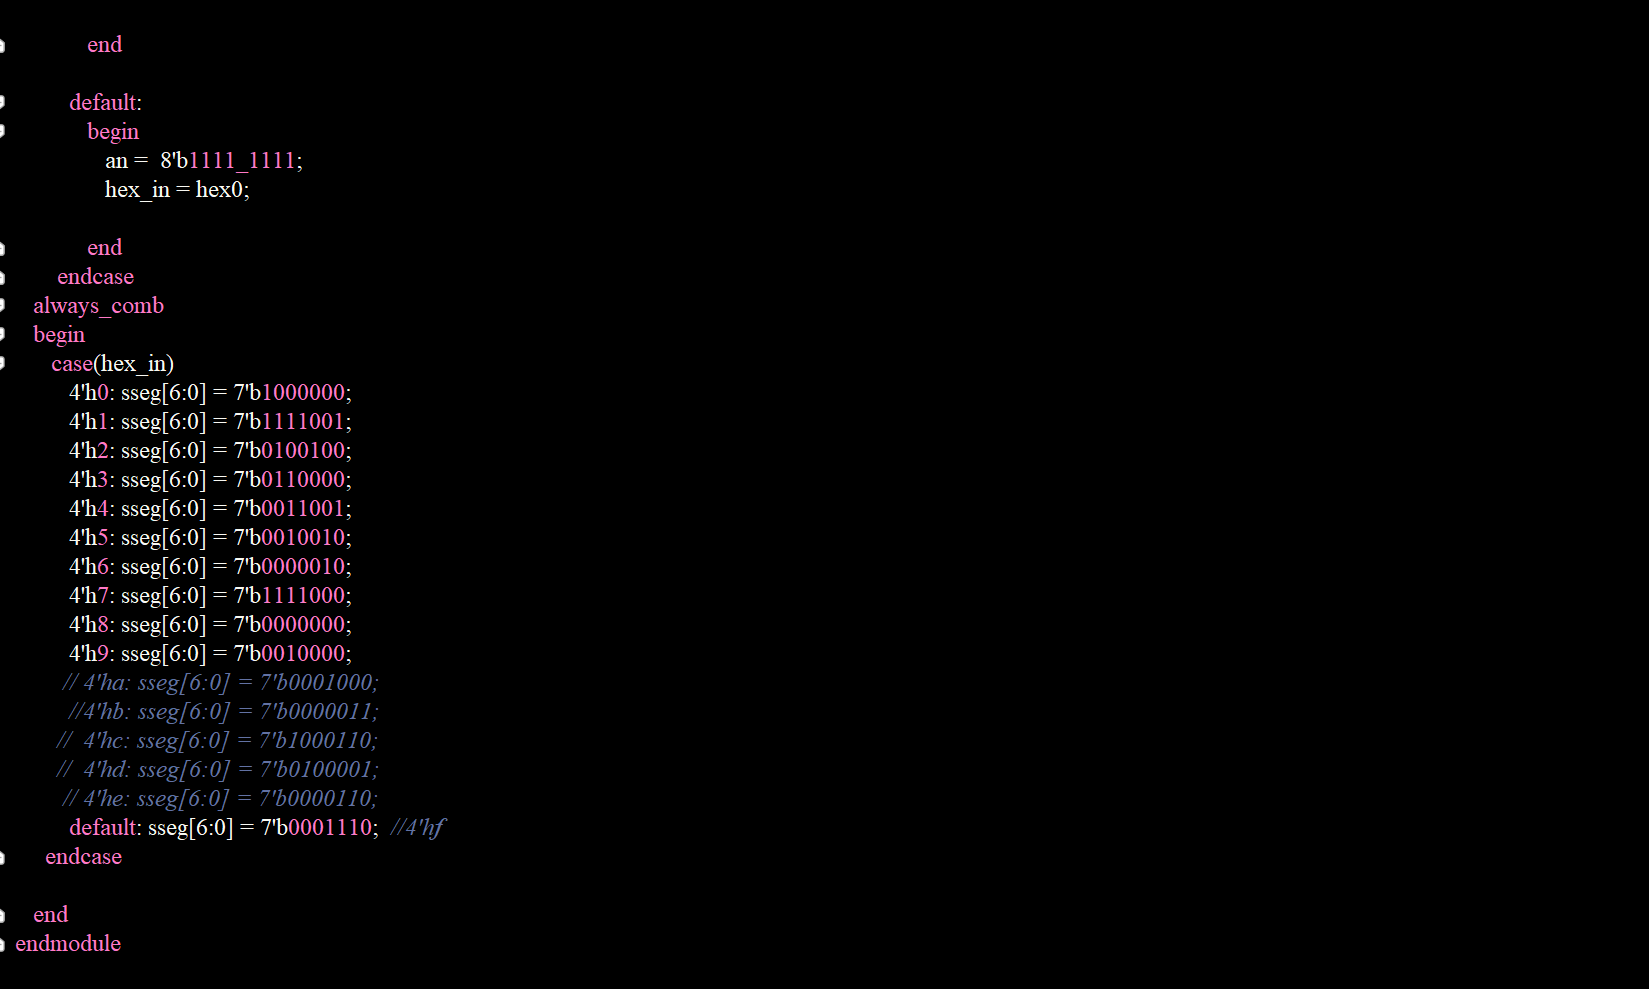 end
default:
begin
an =  8'b1111_1111;
hex_in = hex0;
end
endcase
always_comb
begin
case(hex_in)
4'h0: sseg[6:0] = 7'b1000000;
4'h1: sseg[6:0] = 7'b1111001;
4'h2: sseg[6:0] = 7'b0100100;
4'h3: sseg[6:0] = 7'b0110000;
4'h4: sseg[6:0] = 7'b0011001;
4'h5: sseg[6:0] = 7'b0010010;
4'h6: sseg[6:0] = 7'b0000010;
4'h7: sseg[6:0] = 7'b1111000;
4'h8: sseg[6:0] = 7'b0000000;
4'h9: sseg[6:0] = 7'b0010000;
// 4'ha: sseg[6:0] = 7'b0001000;
//4'hb: sseg[6:0] = 7'b0000011;
//  4'hc: sseg[6:0] = 7'b1000110;
//  4'hd: sseg[6:0] = 7'b0100001;
// 4'he: sseg[6:0] = 7'b0000110;
default: sseg[6:0] = 7'b0001110;  //4'hf
endcase
end
endmodule